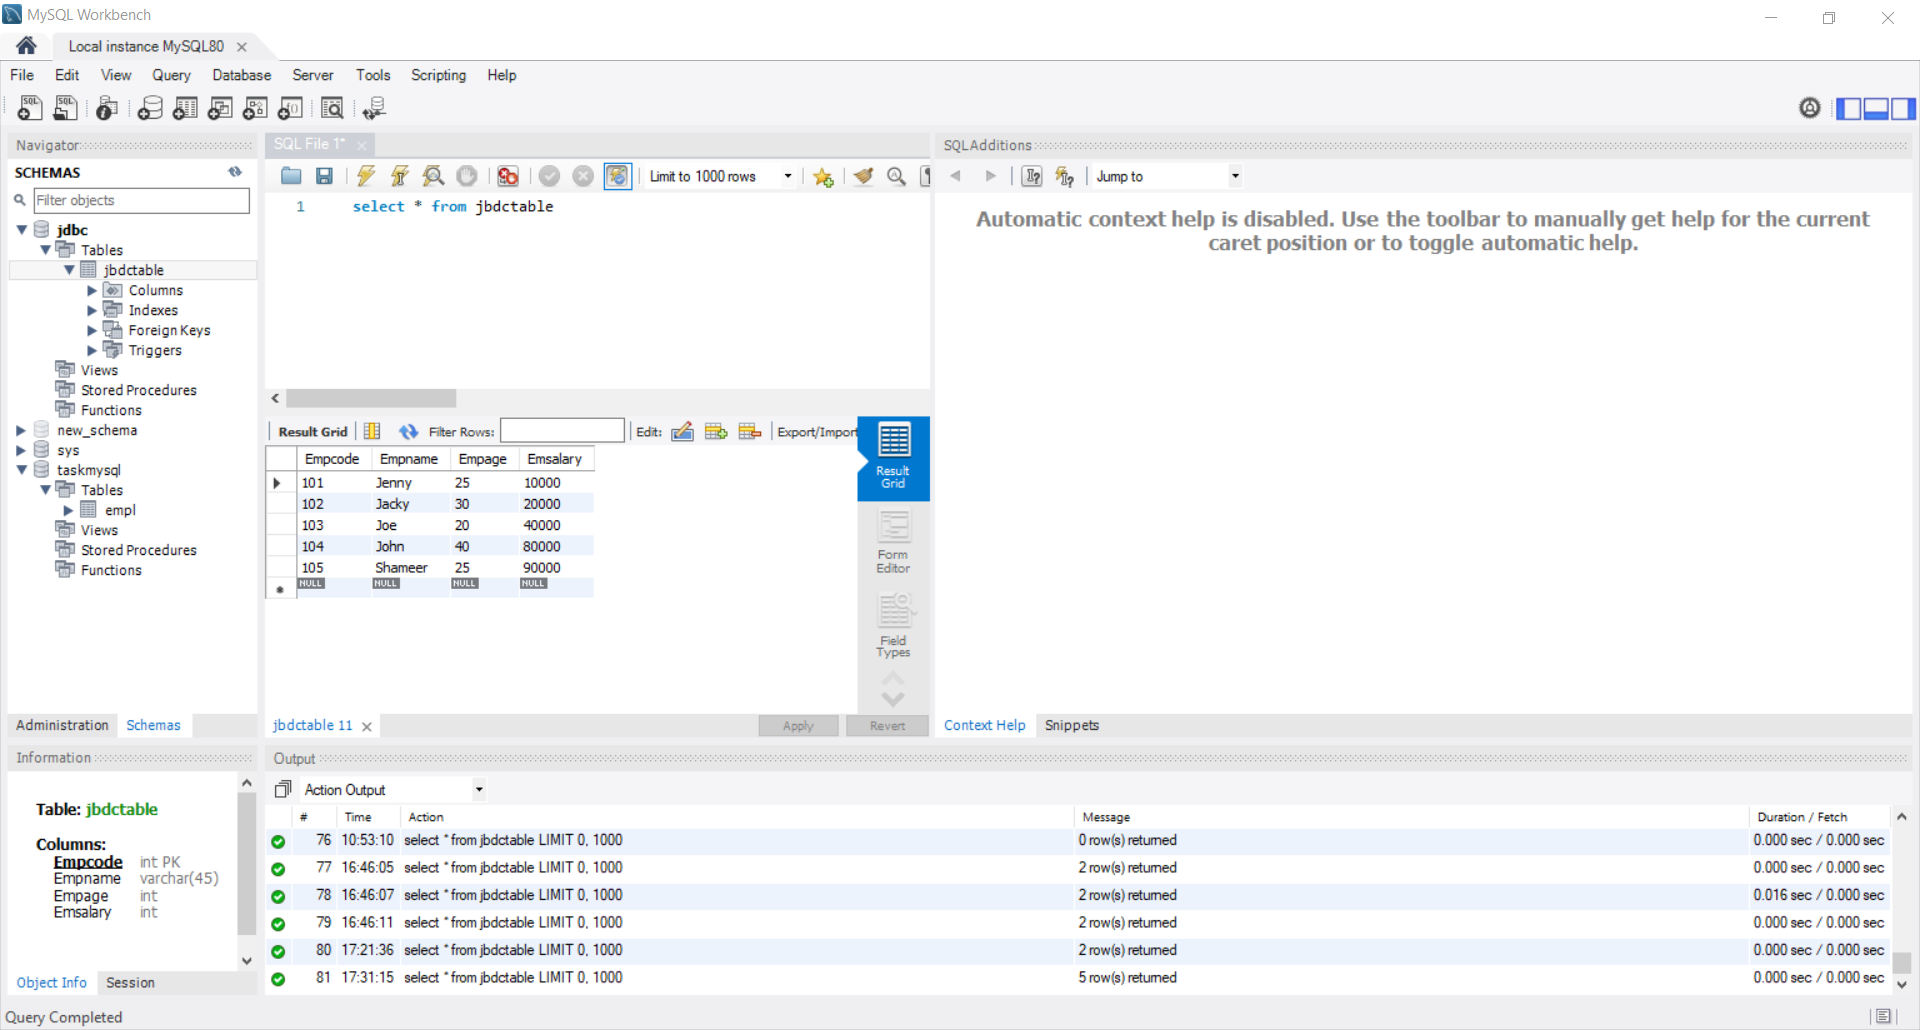 MySQL Workbench
Local instance MySQL80
File Edit View Query Database Server Tools Scripting Help
Navigator
SCHEMAS
Filter objects
jdbc
Tables
jbdctable
Columns
Indexes
Foreign Keys
Triggers
Views
Stored Procedures
Functions
new_schema
sys
taskmysql
Tables
empl
Views
Stored Procedures
Functions
Administration Schemas
SQL File 1*
Limit to 1000 rows
1 select * from jbdctable
Result Grid Filter Rows: Edit: Export/Import
Empcode Empname Empage Emsalary
101 Jenny 25 10000
102 Jacky 30 20000
103 Joe 20 40000
104 John 40 80000
105 Shameer 25 90000
NULL NULL NULL NULL
Result
Grid
Form
Editor
Field
Types
jbdctable 11 Apply Revert
SQLAdditions
Jump to
Automatic context help is disabled. Use the toolbar to manually get help for the current
caret position or to toggle automatic help.
Context Help Snippets
Information
Table: jbdctable
Columns:
Empcode int PK
Empname varchar(45)
Empage int
Emsalary int
Object Info Session
Output
Action Output
# Time Action Message Duration / Fetch
76 10:53:10 select * from jbdctable LIMIT 0, 1000 0 row(s) returned 0.000 sec / 0.000 sec
77 16:46:05 select * from jbdctable LIMIT 0, 1000 2 row(s) returned 0.000 sec / 0.000 sec
78 16:46:07 select * from jbdctable LIMIT 0, 1000 2 row(s) returned 0.016 sec / 0.000 sec
79 16:46:11 select * from jbdctable LIMIT 0, 1000 2 row(s) returned 0.000 sec / 0.000 sec
80 17:21:36 select * from jbdctable LIMIT 0, 1000 2 row(s) returned 0.000 sec / 0.000 sec
81 17:31:15 select * from jbdctable LIMIT 0, 1000 5 row(s) returned 0.000 sec / 0.000 sec
Query Completed